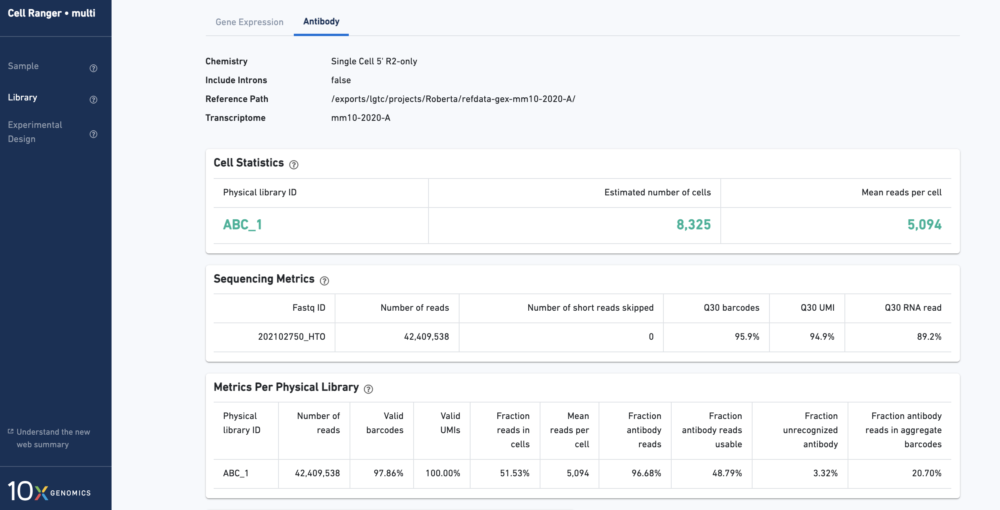 Cell Ranger • multi
Sample
Library
Experimental
Design
Understand the new
web summary
10x GENOMICS
Gene Expression Antibody
Chemistry Single Cell 5' R2-only
Include Introns false
Reference Path /exports/lgtc/projects/Roberta/refdata-gex-mm10-2020-A/
Transcriptome mm10-2020-A
Cell Statistics ?
Physical library ID Estimated number of cells Mean reads per cell
ABC_1 8,325 5,094
Sequencing Metrics ?
Fastq ID Number of reads Number of short reads skipped Q30 barcodes Q30 UMI Q30 RNA read
202102750_HTO 42,409,538 0 95.9% 94.9% 89.2%
Metrics Per Physical Library ?
Physical Number of Valid Valid Fraction Mean Fraction Fraction Fraction Fraction antibody
library ID reads barcodes UMIs reads in reads per antibody antibody reads unrecognized reads in aggregate
cells cell reads usable antibody barcodes
ABC_1 42,409,538 97.86% 100.00% 51.53% 5,094 96.68% 48.79% 3.32% 20.70%